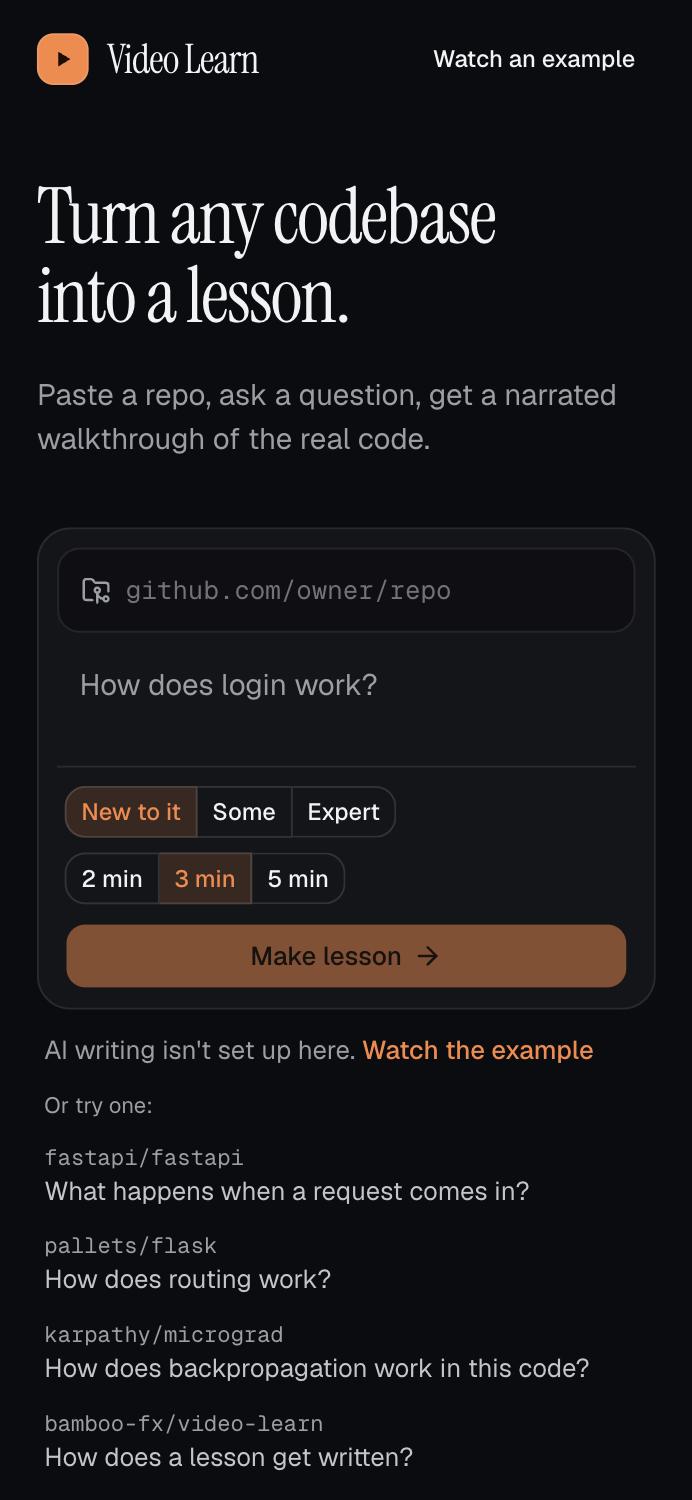 Video Learn
Watch an example
Turn any codebase
into a lesson.
Paste a repo, ask a question, get a narrated
walkthrough of the real code.
github.com/owner/repo
How does login work?
New to it Some Expert
2 min 3 min 5 min
Make lesson →
AI writing isn't set up here. Watch the example
Or try one:
fastapi/fastapi
What happens when a request comes in?
pallets/flask
How does routing work?
karpathy/micrograd
How does backpropagation work in this code?
bamboo-fx/video-learn
How does a lesson get written?